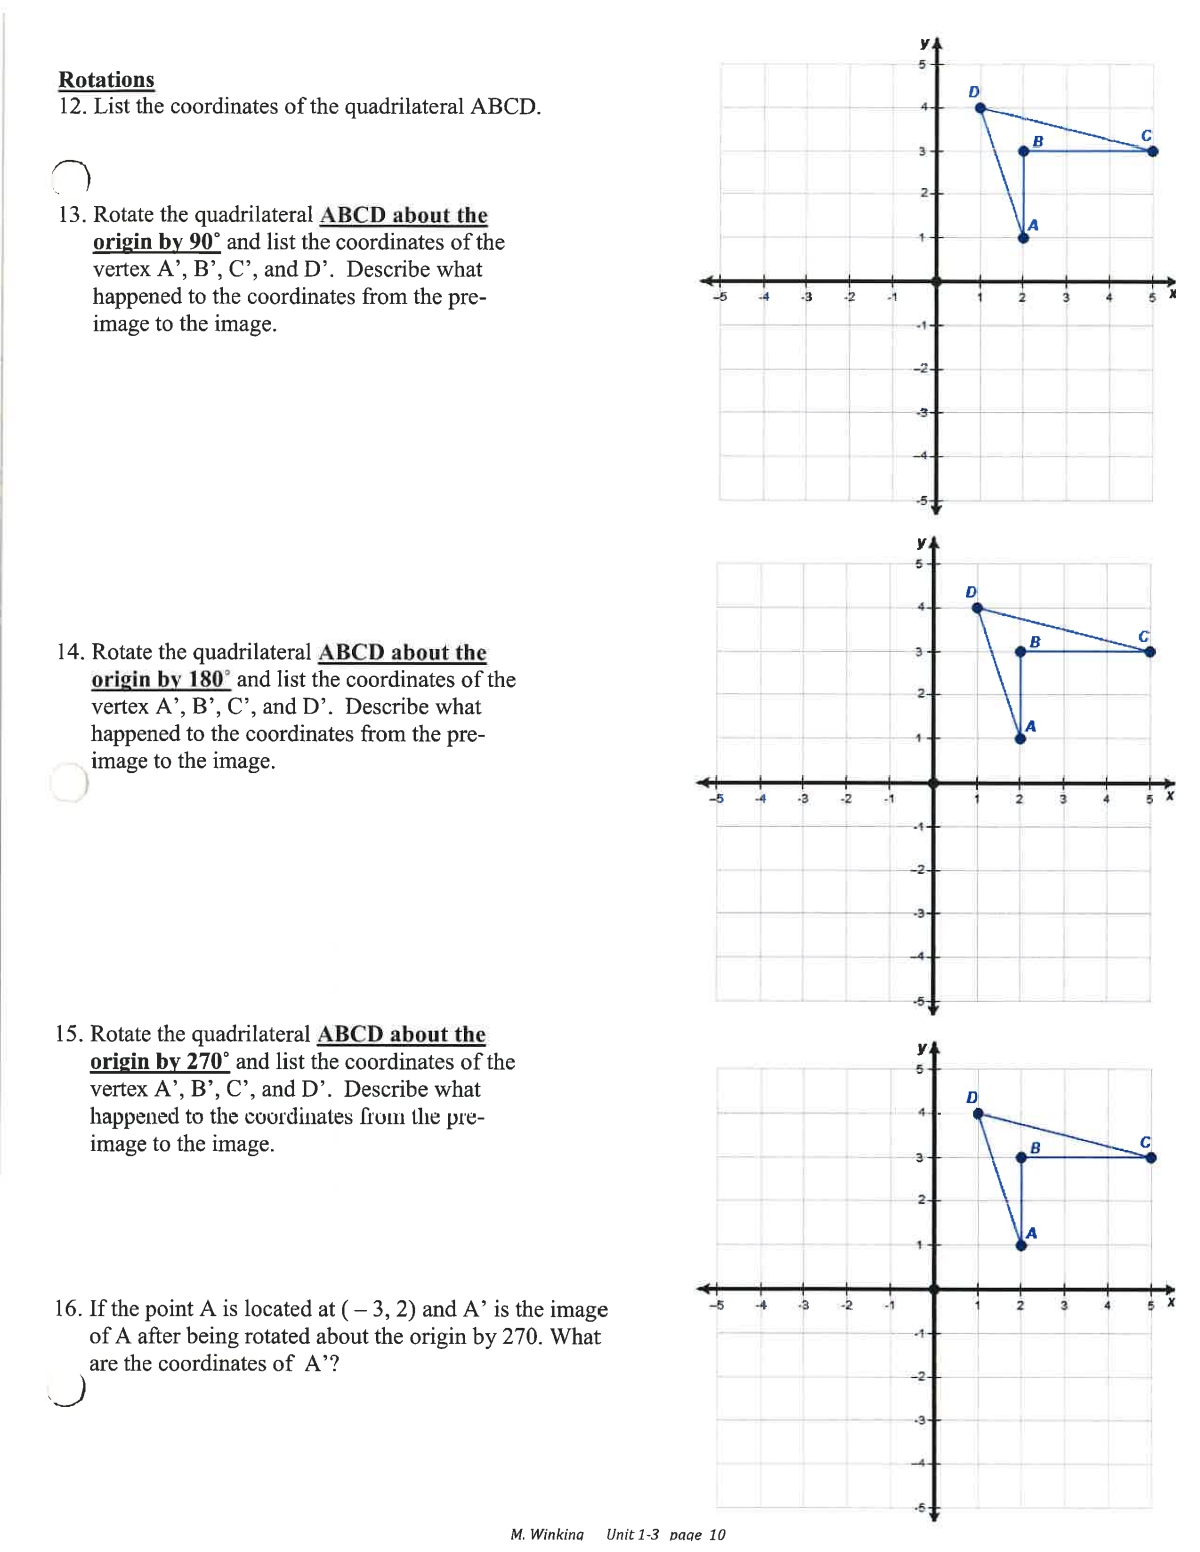 Rotations
12. List the coordinates of the quadrilateral ABCD.
13. Rotate the quadrilateral ABCD about the
origin by 90° and list the coordinates of the
vertex A’, B’, C’, and D’. Describe what
happened to the coordinates from the pre-
image to the image.
y
5
D
4
C
B
3
2
A
1
-5 -4 -3 -2 -1 1 2 3 4 5 x
-1
-2
-3
-4
-5
14. Rotate the quadrilateral ABCD about the
origin by 180° and list the coordinates of the
vertex A’, B’, C’, and D’. Describe what
happened to the coordinates from the pre-
image to the image.
y
5
D
4
C
B
3
2
A
1
-5 -4 -3 -2 -1 1 2 3 4 5 x
-1
-2
-3
-4
-5
15. Rotate the quadrilateral ABCD about the
origin by 270° and list the coordinates of the
vertex A’, B’, C’, and D’. Describe what
happened to the coordinates from the pre-
image to the image.
y
5
D
4
C
B
3
2
A
1
-5 -4 -3 -2 -1 1 2 3 4 5 x
-1
-2
-3
-4
-5
16. If the point A is located at ( – 3, 2) and A’ is the image
of A after being rotated about the origin by 270. What
are the coordinates of A’?
M. Winking Unit 1-3 page 10